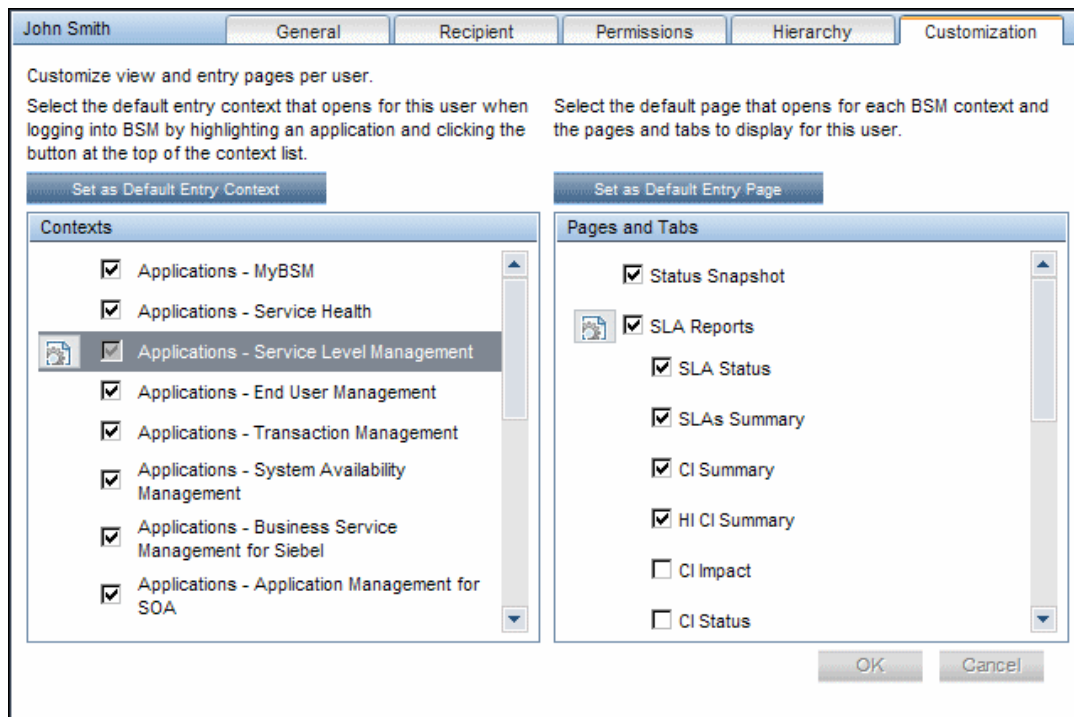 John Smith
General
Recipient
Permissions
Hierarchy
Customization
Customize view and entry pages per user.
Select the default entry context that opens for this user when
logging into BSM by highlighting an application and clicking the
button at the top of the context list.
Set as Default Entry Context
Contexts
Applications - MyBSM
Applications - Service Health
Applications - Service Level Management
Applications - End User Management
Applications - Transaction Management
Applications - System Availability
Management
Applications - Business Service
Management for Siebel
Applications - Application Management for
SOA
Select the default page that opens for each BSM context and
the pages and tabs to display for this user.
Set as Default Entry Page
Pages and Tabs
Status Snapshot
SLA Reports
SLA Status
SLAs Summary
CI Summary
HI CI Summary
CI Impact
CI Status
OK
Cancel